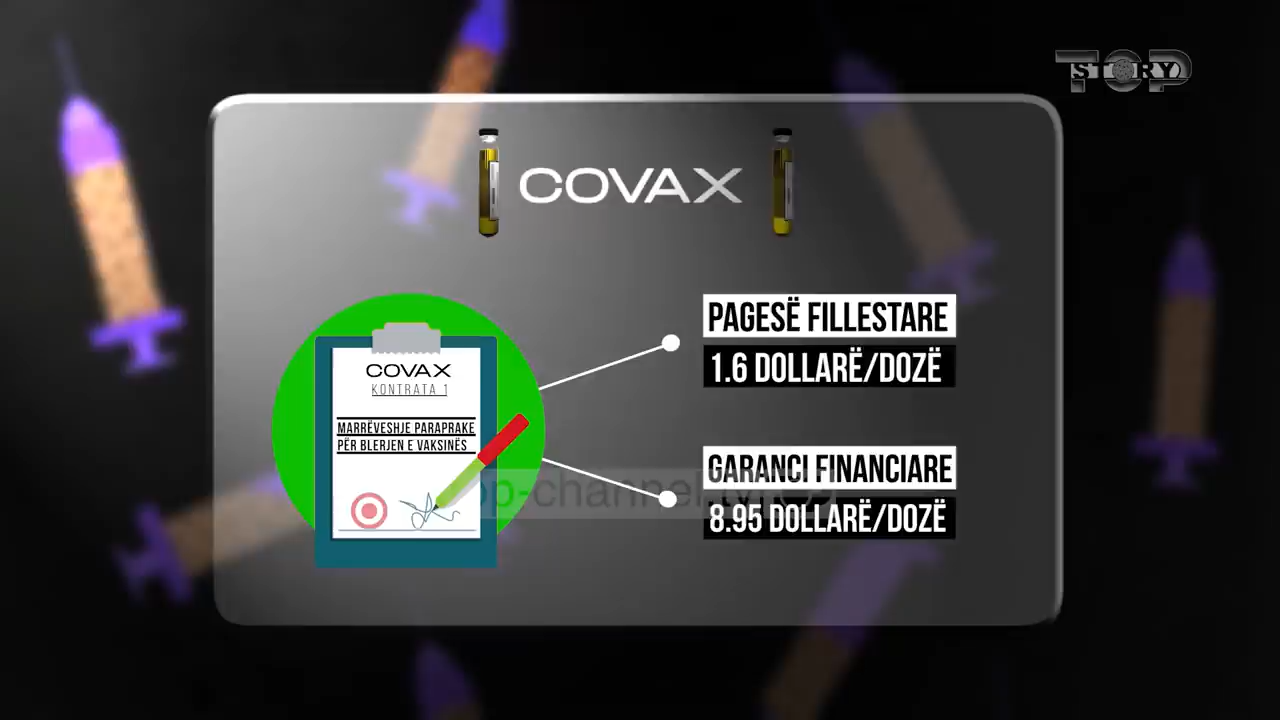 TOP
STORY
COVAX
COVAX
KONTRATA 1
MARRËVESHJE PARAPRAKE
PËR BLERJEN E VAKSINËS
PAGESË FILLESTARE
1.6 DOLLARË/DOZË
GARANCI FINANCIARE
8.95 DOLLARË/DOZË